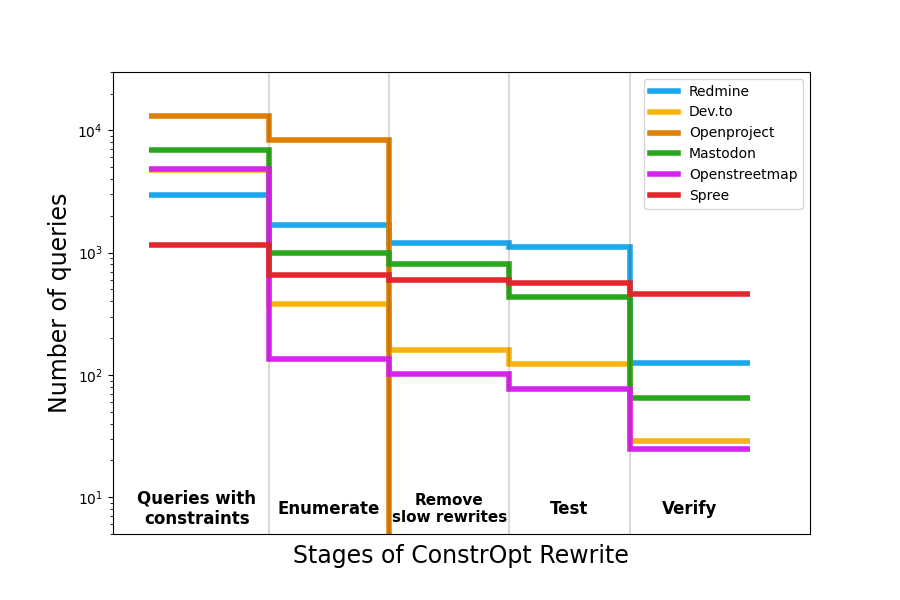 Number of queries
10⁴
10³
10²
10¹
Redmine
Dev.to
Openproject
Mastodon
Openstreetmap
Spree
Queries with
constraints
Enumerate
Remove
slow rewrites
Test
Verify
Stages of ConstrOpt Rewrite